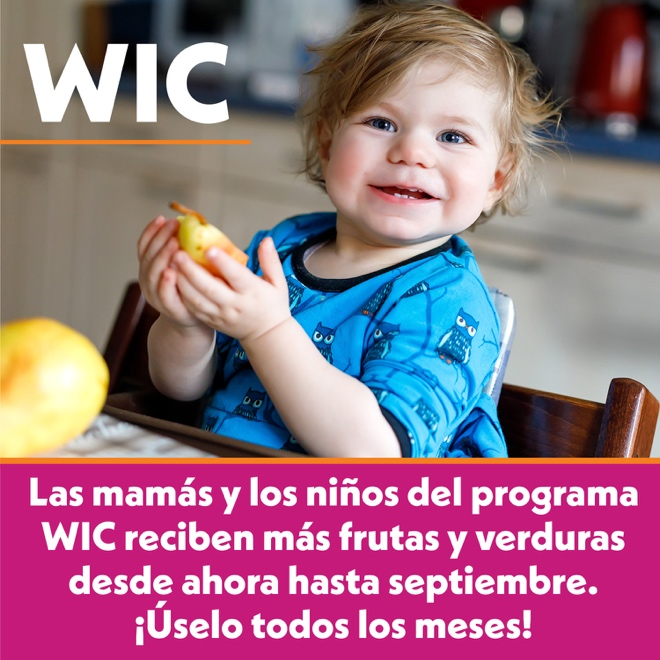 WIC
Las mamás y los niños del programa
WIC reciben más frutas y verduras
desde ahora hasta septiembre.
¡Úselo todos los meses!